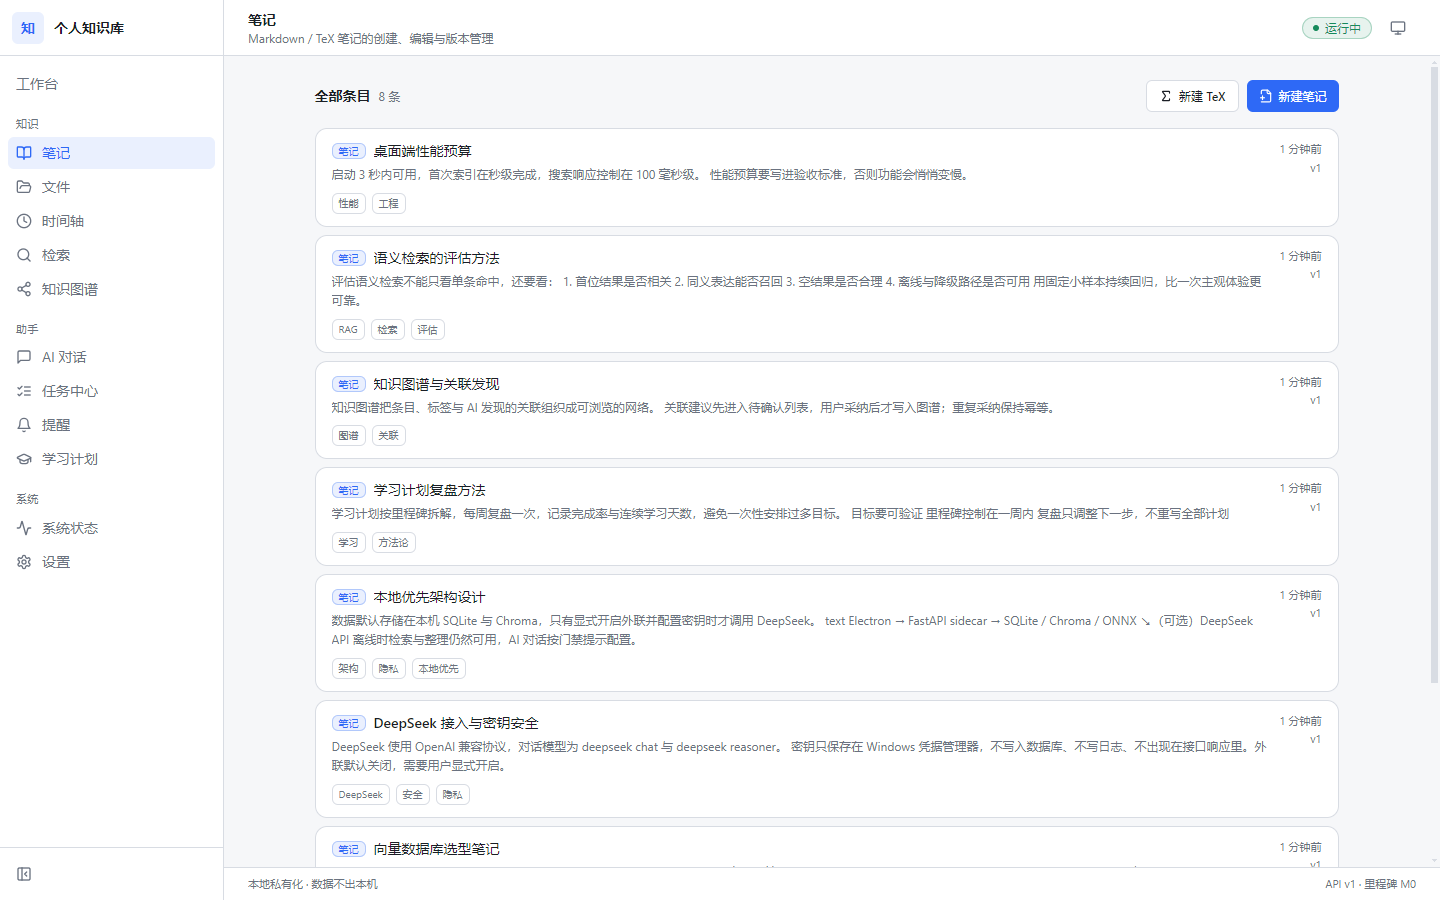 知 个人知识库
工作台
知识
笔记
文件
时间轴
检索
知识图谱
助手
AI 对话
任务中心
提醒
学习计划
系统
系统状态
设置
笔记
Markdown / TeX 笔记的创建、编辑与版本管理
运行中
全部条目 8 条
Σ 新建 TeX
新建笔记
笔记 桌面端性能预算
1 分钟前
启动 3 秒内可用，首次索引在秒级完成，搜索响应控制在 100 毫秒级。 性能预算要写进验收标准，否则功能会悄悄变慢。
v1
性能 工程
笔记 语义检索的评估方法
1 分钟前
评估语义检索不能只看单条命中，还要看： 1. 首位结果是否相关 2. 同义表达能否召回 3. 空结果是否合理 4. 离线与降级路径是否可用 用固定小样本持续回归，比一次主观体验更
可靠。
v1
RAG 检索 评估
笔记 知识图谱与关联发现
1 分钟前
知识图谱把条目、标签与 AI 发现的关联组织成可浏览的网络。 关联建议先进入待确认列表，用户采纳后才写入图谱；重复采纳保持幂等。
v1
图谱 关联
笔记 学习计划复盘方法
1 分钟前
学习计划按里程碑拆解，每周复盘一次，记录完成率与连续学习天数，避免一次性安排过多目标。 目标要可验证 里程碑控制在一周内 复盘只调整下一步，不重写全部计划
v1
学习 方法论
笔记 本地优先架构设计
1 分钟前
数据默认存储在本机 SQLite 与 Chroma，只有显式开启外联并配置密钥时才调用 DeepSeek。 text Electron → FastAPI sidecar → SQLite / Chroma / ONNX ↘（可选）DeepSeek
API 离线时检索与整理仍然可用，AI 对话按门禁提示配置。
v1
架构 隐私 本地优先
笔记 DeepSeek 接入与密钥安全
1 分钟前
DeepSeek 使用 OpenAI 兼容协议，对话模型为 deepseek chat 与 deepseek reasoner。 密钥只保存在 Windows 凭据管理器，不写入数据库、不写日志、不出现在接口响应里。外
联默认关闭，需要用户显式开启。
v1
DeepSeek 安全 隐私
笔记 向量数据库选型笔记
1 分钟前
v1
本地私有化 · 数据不出本机
API v1 · 里程碑 M0